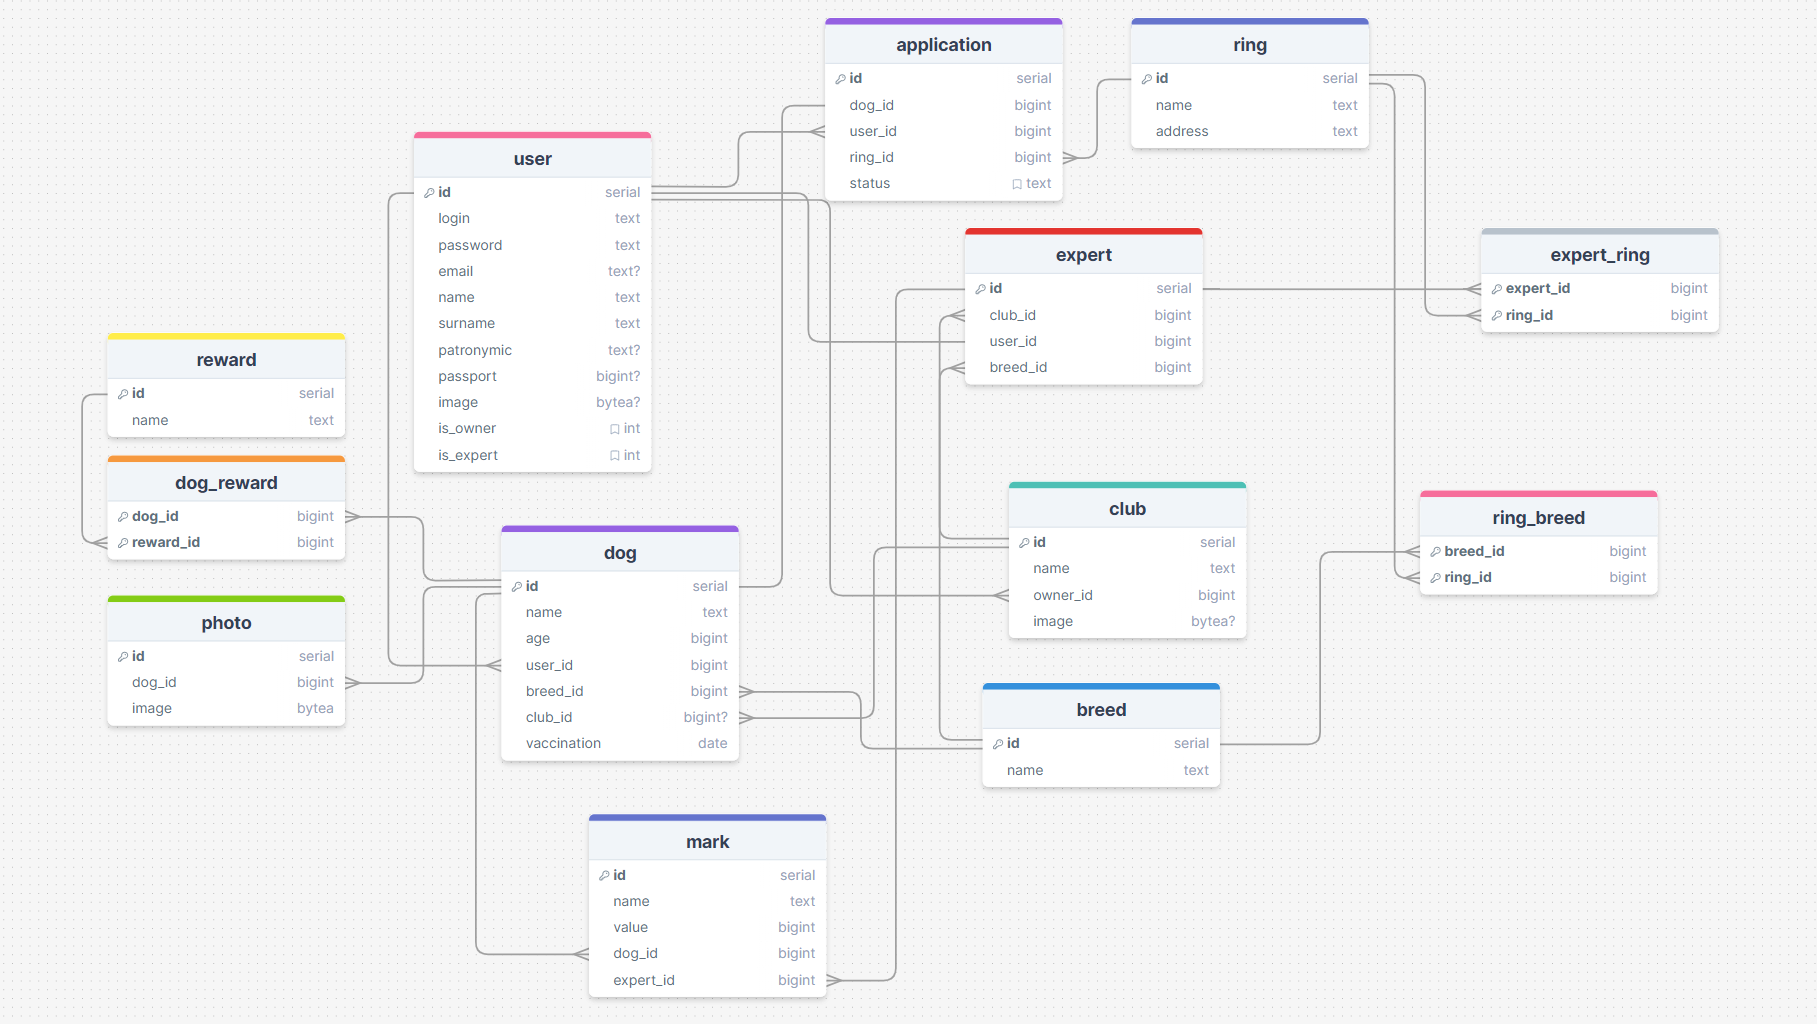 application
id serial
dog_id bigint
user_id bigint
ring_id bigint
status text
ring
id serial
name text
address text
user
id serial
login text
password text
email text?
name text
surname text
patronymic text?
passport bigint?
image bytea?
is_owner int
is_expert int
expert
id serial
club_id bigint
user_id bigint
breed_id bigint
expert_ring
expert_id bigint
ring_id bigint
reward
id serial
name text
dog_reward
dog_id bigint
reward_id bigint
photo
id serial
dog_id bigint
image bytea
dog
id serial
name text
age bigint
user_id bigint
breed_id bigint
club_id bigint?
vaccination date
club
id serial
name text
owner_id bigint
image bytea?
ring_breed
breed_id bigint
ring_id bigint
breed
id serial
name text
mark
id serial
name text
value bigint
dog_id bigint
expert_id bigint